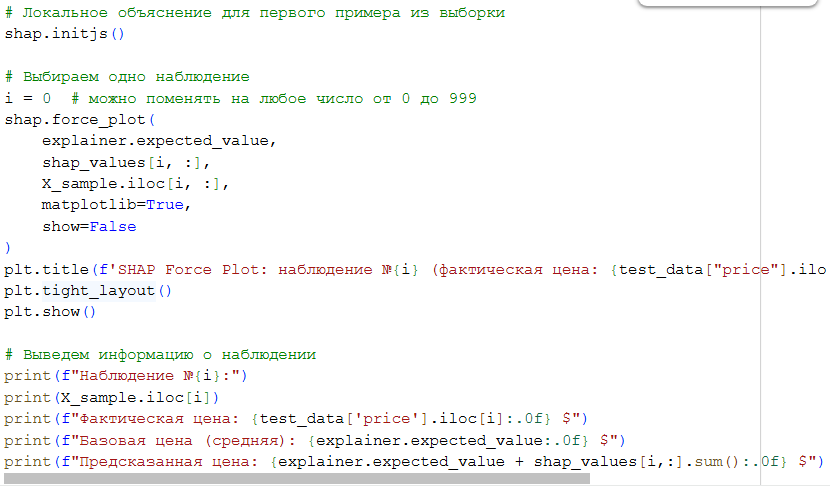 # Локальное объяснение для первого примера из выборки
shap.initjs()
# Выбираем одно наблюдение
i = 0  # можно поменять на любое число от 0 до 999
shap.force_plot(
    explainer.expected_value,
    shap_values[i, :],
    X_sample.iloc[i, :],
    matplotlib=True,
    show=False
)
plt.title(f'SHAP Force Plot: наблюдение №{i} (фактическая цена: {test_data["price"].ilo
plt.tight_layout()
plt.show()
# Выведем информацию о наблюдении
print(f"Наблюдение №{i}:")
print(X_sample.iloc[i])
print(f"Фактическая цена: {test_data['price'].iloc[i]:.0f} $")
print(f"Базовая цена (средняя): {explainer.expected_value:.0f} $")
print(f"Предсказанная цена: {explainer.expected_value + shap_values[i,:].sum():.0f} $")